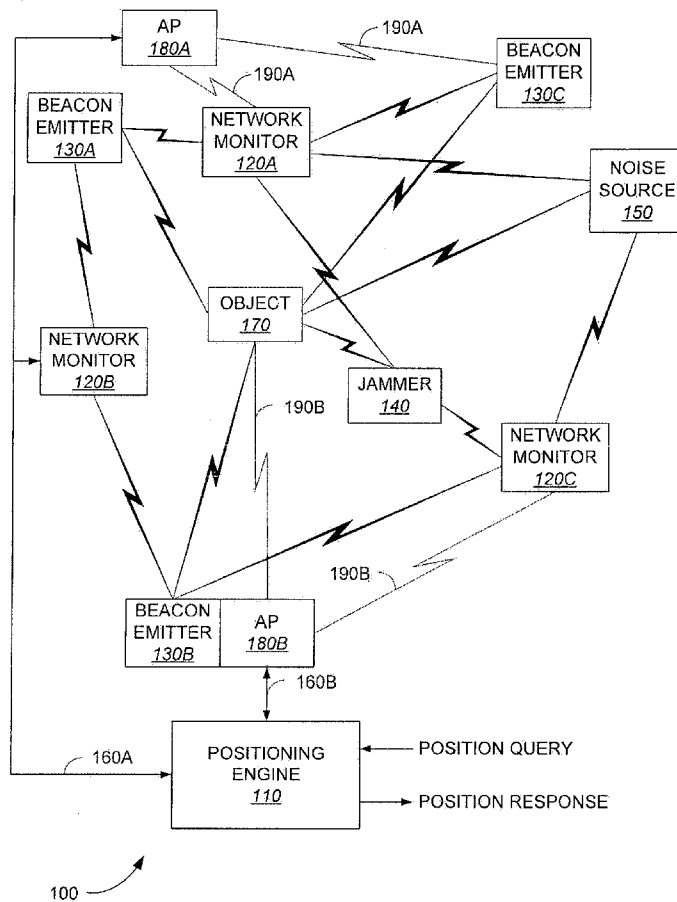 AP
180A
190A
190A
BEACON
EMITTER
130C
BEACON
EMITTER
130A
NETWORK
MONITOR
120A
NOISE
SOURCE
150
OBJECT
170
NETWORK
MONITOR
120B
190B
JAMMER
140
NETWORK
MONITOR
120C
190B
BEACON
EMITTER
130B
AP
180B
160B
160A
POSITIONING
ENGINE
110
POSITION QUERY
POSITION RESPONSE
100